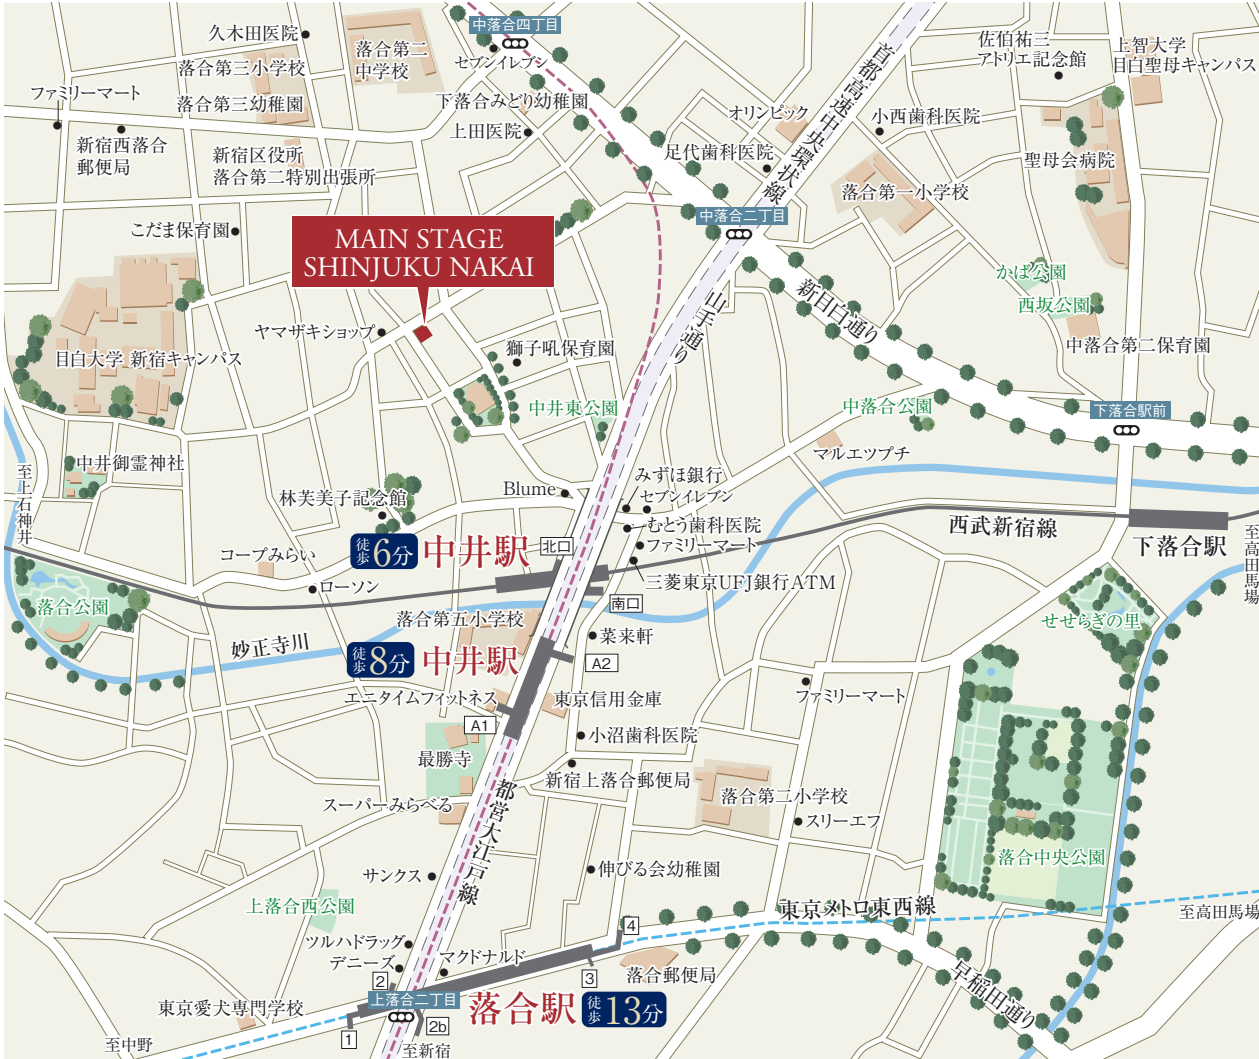 中落合四丁目
久木田医院
落合第二
中学校
セブンイレブン
首都高速中央環状線
佐伯祐三
アトリエ記念館
上智大学
目白聖母キャンパス
落合第三小学校
ファミリーマート
落合第三幼稚園
下落合みどり幼稚園
オリンピック
小西歯科医院
上田医院
新宿西落合
郵便局
新宿区役所
落合第二特別出張所
足代歯科医院
聖母会病院
落合第一小学校
こだま保育園
中落合二丁目
MAIN STAGE
SHINJUKU NAKAI
かば公園
西坂公園
山手通り
新目白通り
ヤマザキショップ
獅子吼保育園
中落合第二保育園
目白大学 新宿キャンパス
中井東公園
中落合公園
下落合駅前
マルエツプチ
至上石神井
中井御霊神社
みずほ銀行
セブンイレブン
Blume
林芙美子記念館
むとう歯科医院
西武新宿線
下落合駅
至高田馬場
徒歩6分
中井駅
北口
ファミリーマート
コープみらい
三菱東京UFJ銀行ATM
ローソン
南口
落合公園
落合第五小学校
せせらぎの里
妙正寺川
菜来軒
徒歩8分
中井駅
A2
エニタイムフィットネス
東京信用金庫
ファミリーマート
A1
小沼歯科医院
最勝寺
新宿上落合郵便局
都営大江戸線
スーパーみらべる
落合第二小学校
スリーエフ
落合中央公園
サンクス
伸びる会幼稚園
上落合西公園
東京メトロ東西線
至高田馬場
4
ツルハドラッグ
デニーズ
マクドナルド
2
3
落合郵便局
早稲田通り
上落合二丁目
落合駅
徒歩13分
東京愛犬専門学校
2b
1
至中野
至新宿